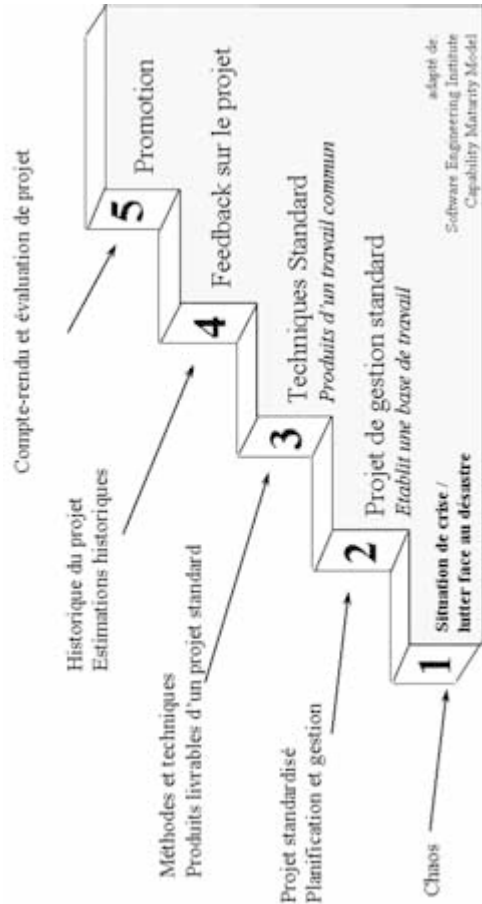 Compte-rendu et évaluation de projet
5
Promotion
Historique du projet
Estimations historiques
4
Feedback sur le projet
Méthodes et techniques
Produits livrables d'un projet standard
3
Techniques Standard
Produits d'un travail commun
Projet standardisé
Planification et gestion
2
Projet de gestion standard
Etablit une base de travail
Chaos
1
Situation de crise /
lutter face au désastre
adapté de:
Software Engineering Institute
Capability Maturity Model